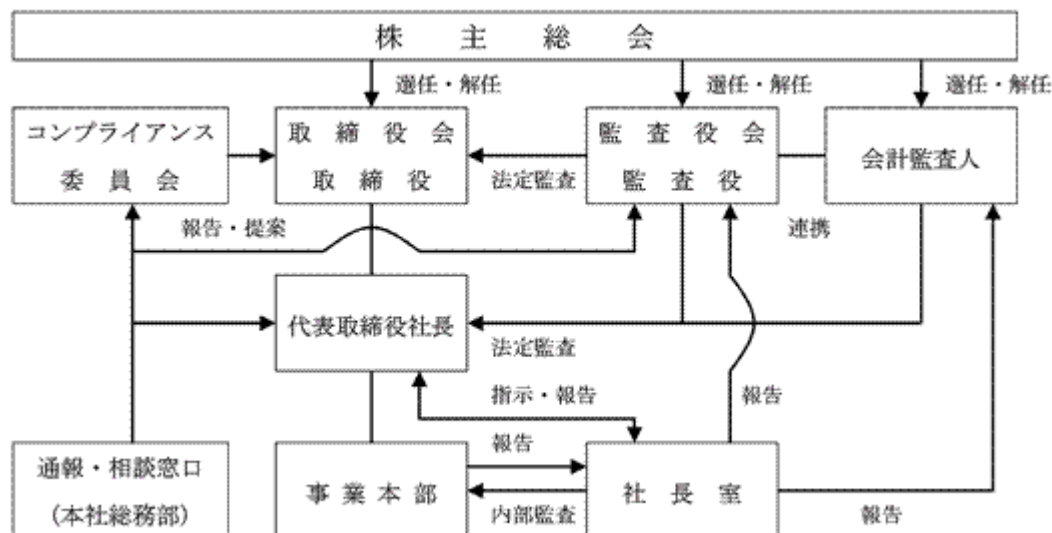 株主総会
選任・解任
選任・解任
選任・解任
コンプライアンス
委員会
取締役会
取締役
監査役会
監査役
会計監査人
法定監査
報告・提案
連携
代表取締役社長
法定監査
指示・報告
報告
報告
通報・相談窓口
(本社総務部)
事業本部
社長室
内部監査
報告